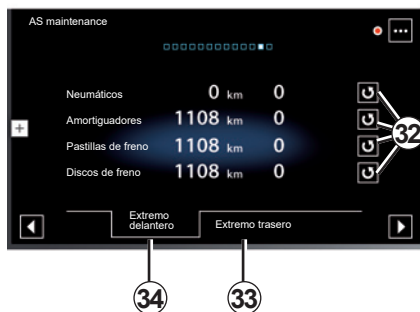 AS maintenance
Neumáticos 0 km 0
Amortiguadores 1108 km 0
Pastillas de freno 1108 km 0
Discos de freno 1108 km 0
32
Extremo delantero
Extremo trasero
34 33